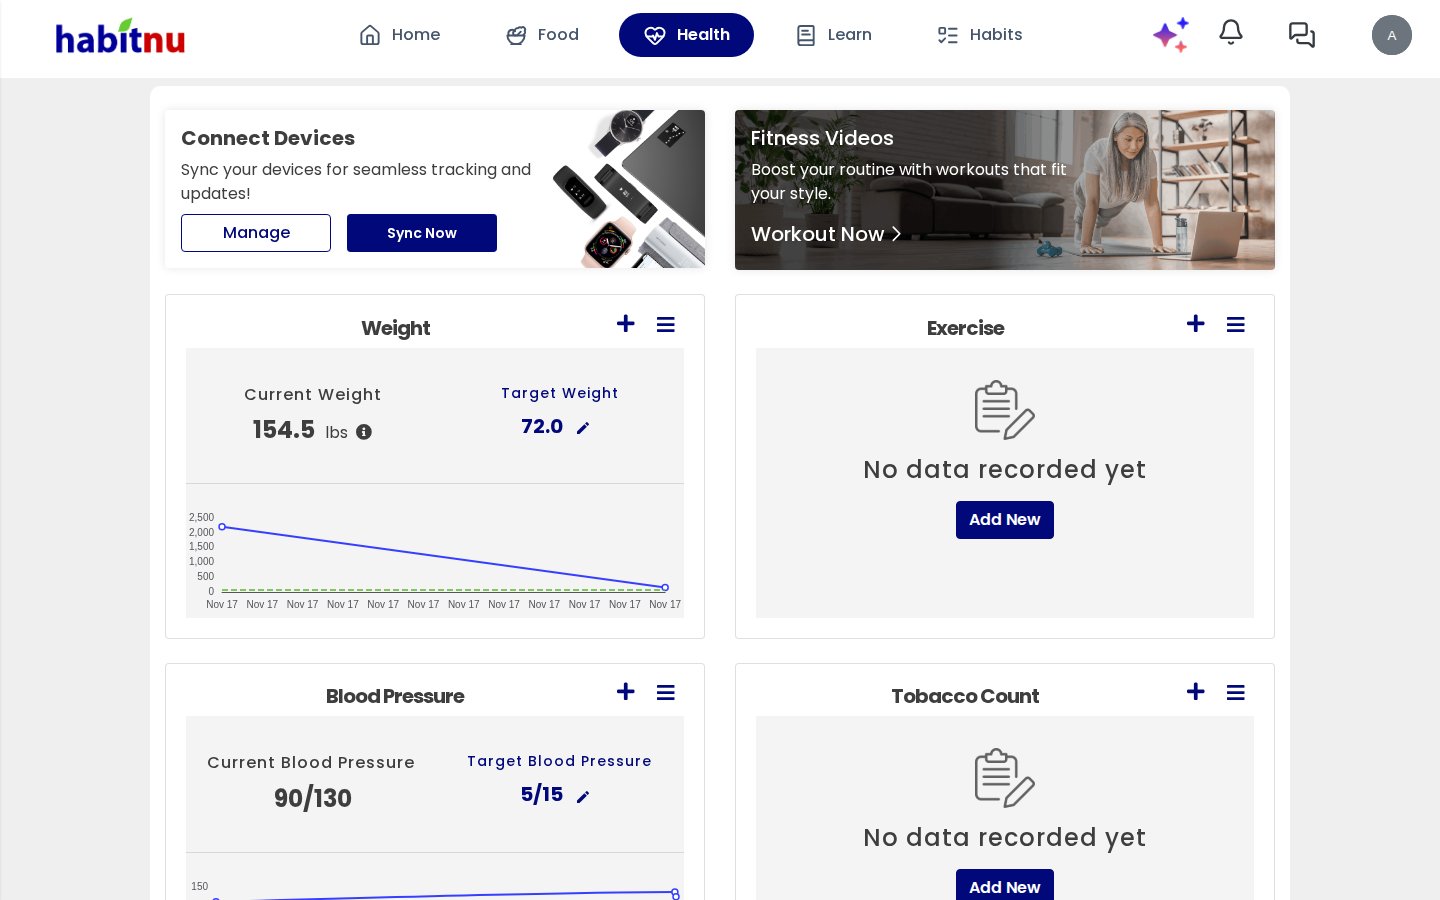 habitnu
Home
Food
Health
Learn
Habits
A
Connect Devices
Sync your devices for seamless tracking and
updates!
Manage
Sync Now
Fitness Videos
Boost your routine with workouts that fit
your style.
Workout Now
Weight
Current Weight
154.5 lbs
Target Weight
72.0
2,500
2,000
1,500
1,000
500
0
Nov 17 Nov 17 Nov 17 Nov 17 Nov 17 Nov 17 Nov 17 Nov 17 Nov 17 Nov 17 Nov 17 Nov 17
Exercise
No data recorded yet
Add New
Blood Pressure
Current Blood Pressure
90/130
Target Blood Pressure
5/15
150
Tobacco Count
No data recorded yet
Add New